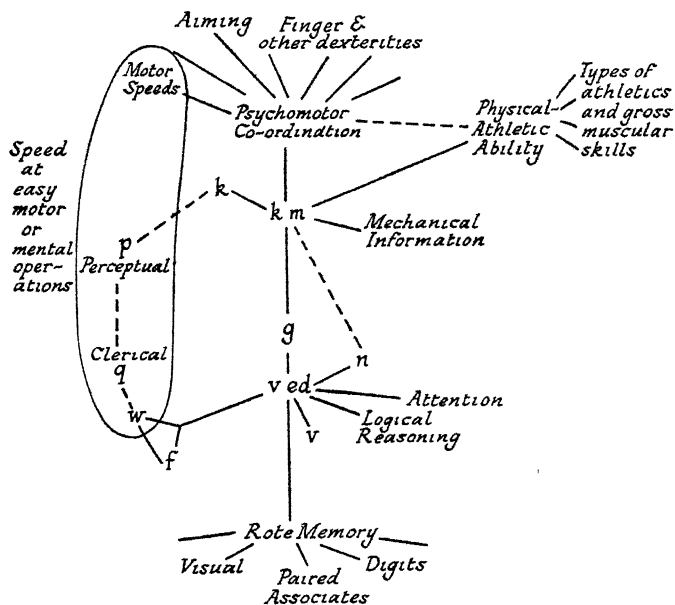 Aiming
Finger &
other dexterities
Motor
Speeds
Psychomotor
Co-ordination
Physical-
Athletic
Ability
Types of
athletics
and gross
muscular
skills
Speed
at
easy
motor
or
mental
oper-
ations
k
k m
Mechanical
Information
p
Perceptual
g
n
Clerical
q
v ed
Attention
Logical
Reasoning
w
v
f
Rote Memory
Visual
Digits
Paired
Associates